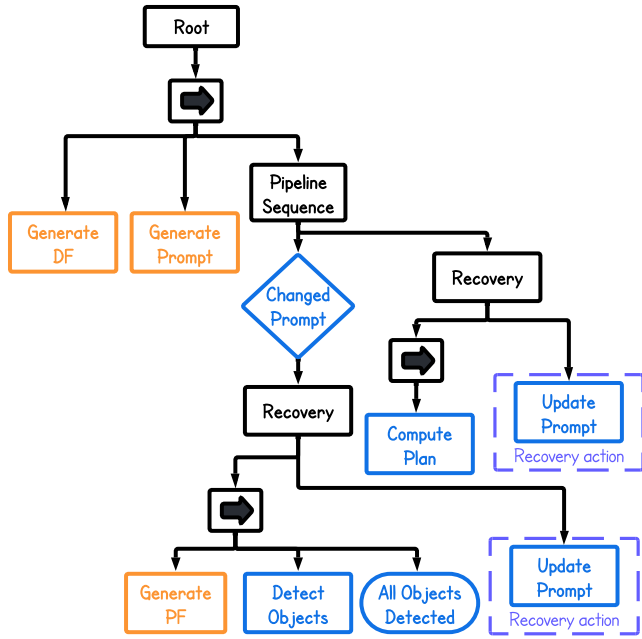 Root
Pipeline
Sequence
Generate
DF
Generate
Prompt
Changed
Prompt
Recovery
Recovery
Compute
Plan
Update
Prompt
Recovery action
Generate
PF
Detect
Objects
All Objects
Detected
Update
Prompt
Recovery action